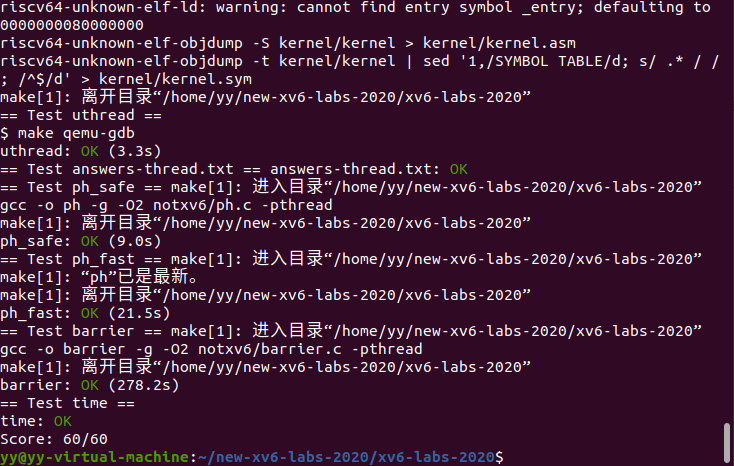 riscv64-unknown-elf-ld: warning: cannot find entry symbol _entry; defaulting to
0000000080000000
riscv64-unknown-elf-objdump -S kernel/kernel > kernel/kernel.asm
riscv64-unknown-elf-objdump -t kernel/kernel | sed '1,/SYMBOL TABLE/d; s/ .* / /
; /^$/d' > kernel/kernel.sym
make[1]: 离开目录“/home/yy/new-xv6-labs-2020/xv6-labs-2020”
== Test uthread ==
$ make qemu-gdb
uthread: OK (3.3s)
== Test answers-thread.txt == answers-thread.txt: OK
== Test ph_safe == make[1]: 进入目录“/home/yy/new-xv6-labs-2020/xv6-labs-2020”
gcc -o ph -g -O2 notxv6/ph.c -pthread
make[1]: 离开目录“/home/yy/new-xv6-labs-2020/xv6-labs-2020”
ph_safe: OK (9.0s)
== Test ph_fast == make[1]: 进入目录“/home/yy/new-xv6-labs-2020/xv6-labs-2020”
make[1]: “ph”已是最新。
make[1]: 离开目录“/home/yy/new-xv6-labs-2020/xv6-labs-2020”
ph_fast: OK (21.5s)
== Test barrier == make[1]: 进入目录“/home/yy/new-xv6-labs-2020/xv6-labs-2020”
gcc -o barrier -g -O2 notxv6/barrier.c -pthread
make[1]: 离开目录“/home/yy/new-xv6-labs-2020/xv6-labs-2020”
barrier: OK (278.2s)
== Test time ==
time: OK
Score: 60/60
yy@yy-virtual-machine:~/new-xv6-labs-2020/xv6-labs-2020$